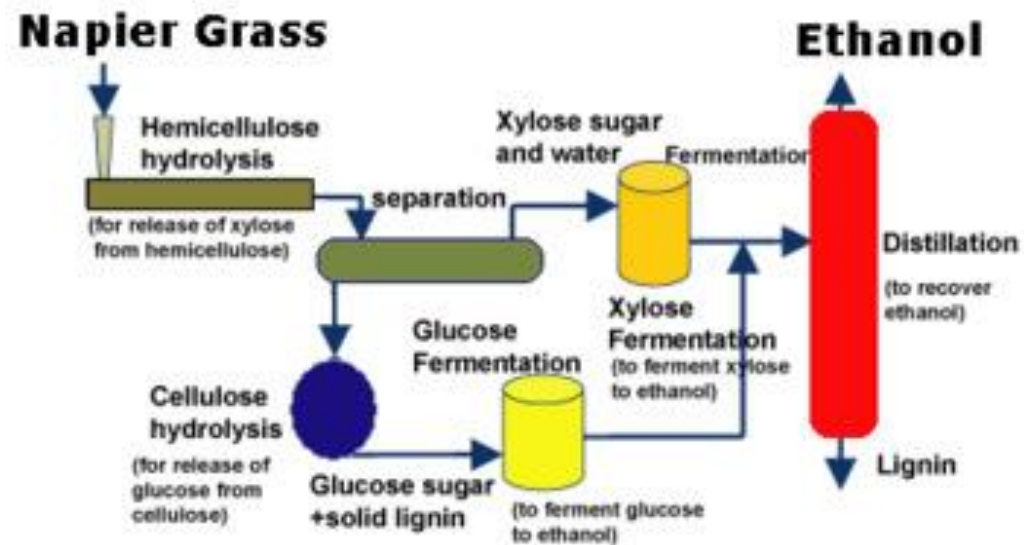 Napier Grass
Ethanol
Hemicellulose
hydrolysis
(for release of xylose
from hemicellulose)
separation
Xylose sugar
and water
Fermentation
Xylose
Fermentation
(to ferment xylose
to ethanol)
Distillation
(to recover
ethanol)
Glucose
Fermentation
Cellulose
hydrolysis
(for release of
glucose from
cellulose)
Glucose sugar
+solid lignin
(to ferment glucose
to ethanol)
Lignin